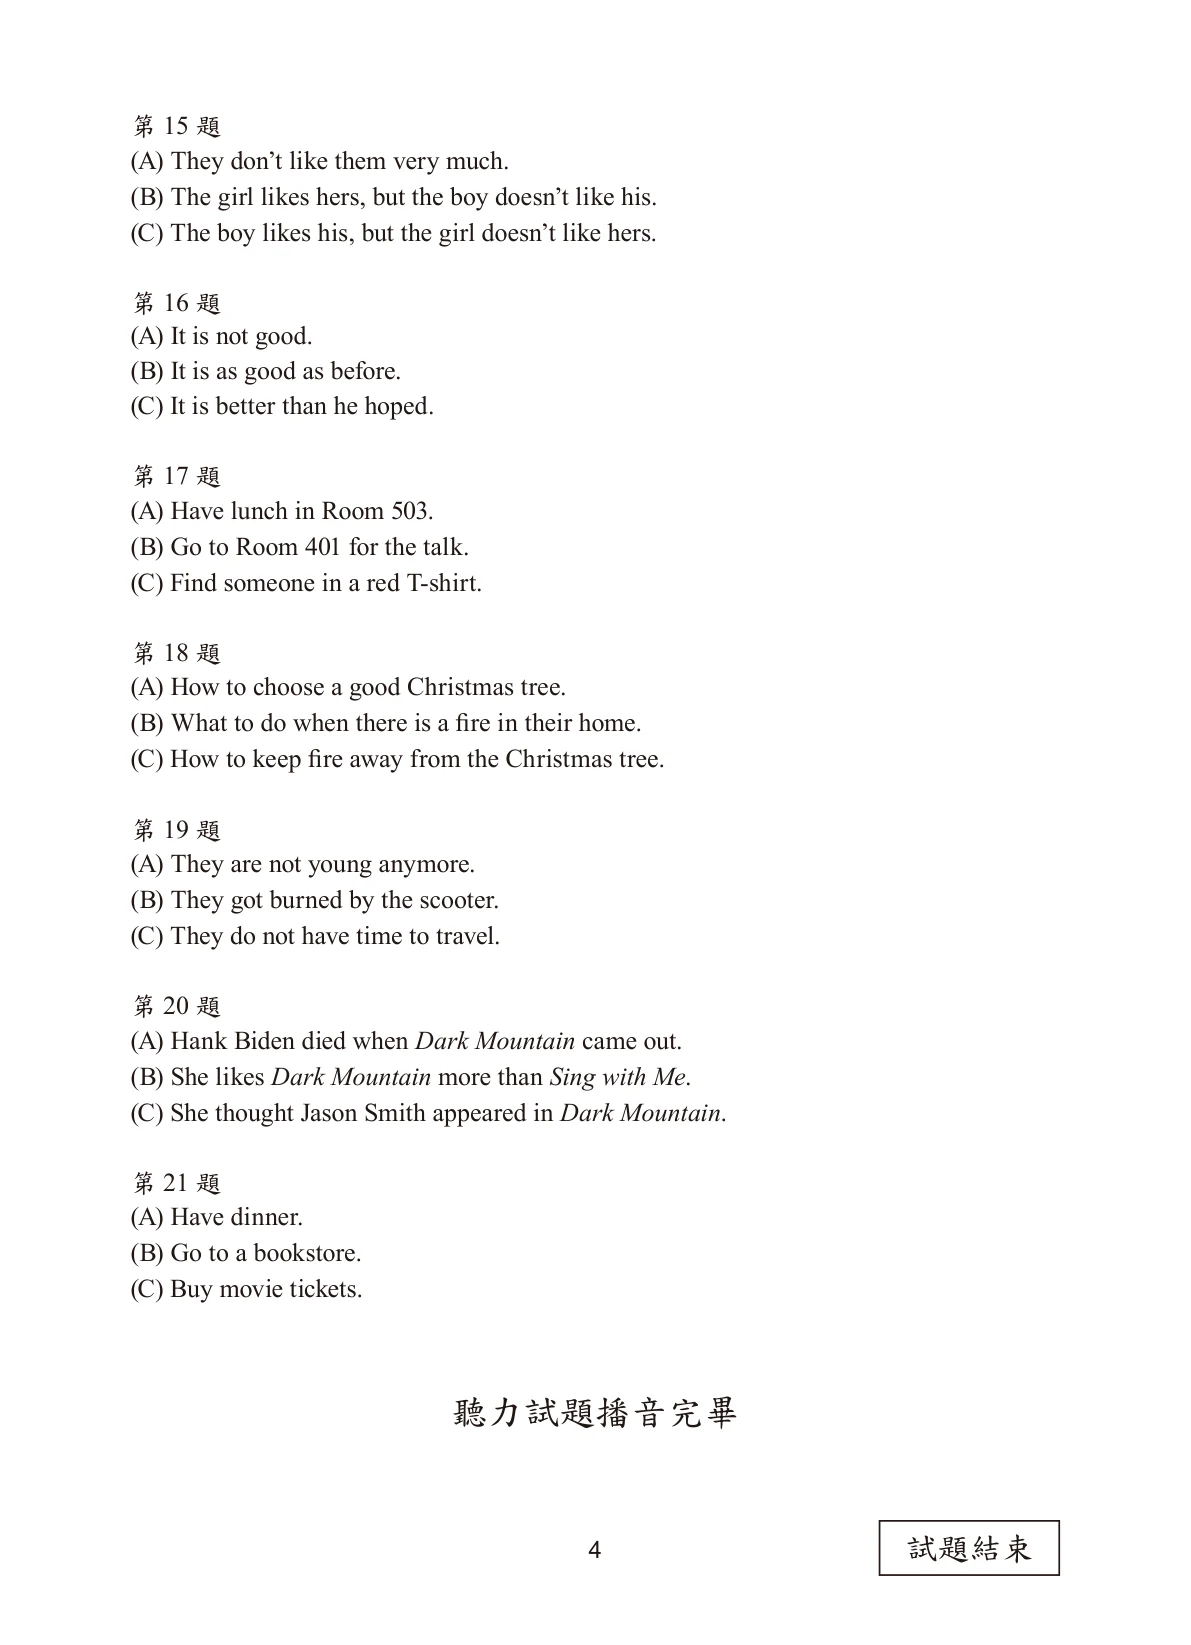 第 15 題
(A) They don’t like them very much.
(B) The girl likes hers, but the boy doesn’t like his.
(C) The boy likes his, but the girl doesn’t like hers.
第 16 題
(A) It is not good.
(B) It is as good as before.
(C) It is better than he hoped.
第 17 題
(A) Have lunch in Room 503.
(B) Go to Room 401 for the talk.
(C) Find someone in a red T-shirt.
第 18 題
(A) How to choose a good Christmas tree.
(B) What to do when there is a fire in their home.
(C) How to keep fire away from the Christmas tree.
第 19 題
(A) They are not young anymore.
(B) They got burned by the scooter.
(C) They do not have time to travel.
第 20 題
(A) Hank Biden died when Dark Mountain came out.
(B) She likes Dark Mountain more than Sing with Me.
(C) She thought Jason Smith appeared in Dark Mountain.
第 21 題
(A) Have dinner.
(B) Go to a bookstore.
(C) Buy movie tickets.
聽力試題播音完畢
4
試題結束